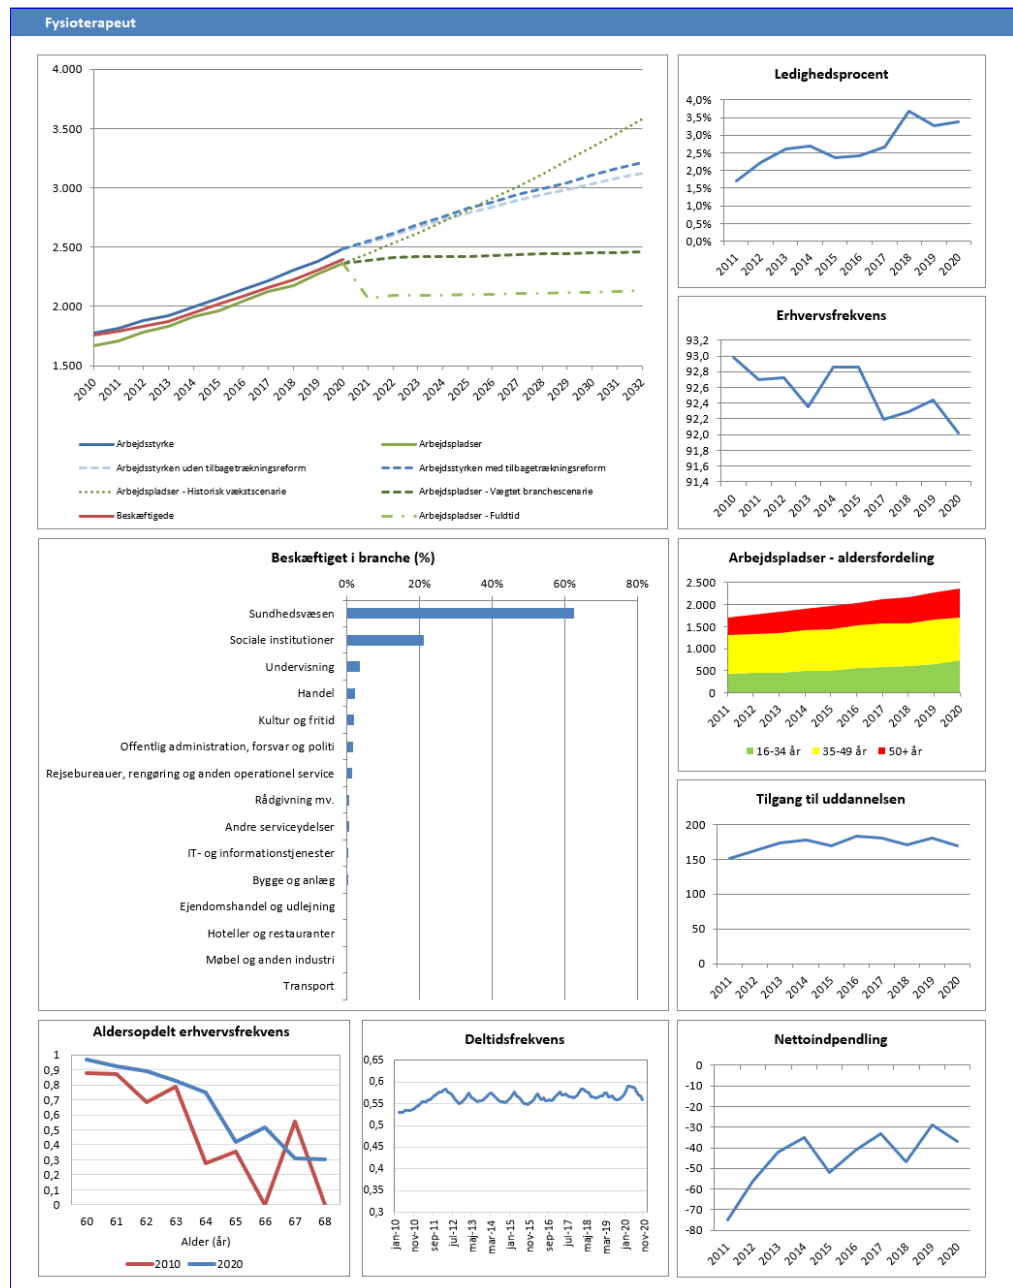 Fysioterapeut
4.000
3.500
3.000
2.500
2.000
1.500
2010 2011 2012 2013 2014 2015 2016 2017 2018 2019 2020 2021 2022 2023 2024 2025 2026 2027 2028 2029 2030 2031 2032
Arbejdsstyrke
Arbejdspladser
Arbejdsstyrken uden tilbagetrækningsreform
Arbejdsstyrken med tilbagetrækningsreform
Arbejdspladser - Historisk vækstscenarie
Arbejdspladser - Vægtet branchescenarie
Beskæftigede
Arbejdspladser - Fuldtid
Ledighedsprocent
4,0%
3,5%
3,0%
2,5%
2,0%
1,5%
1,0%
0,5%
0,0%
2011 2012 2013 2014 2015 2016 2017 2018 2019 2020
Erhvervsfrekvens
93,2
93,0
92,8
92,6
92,4
92,2
92,0
91,8
91,6
91,4
2010 2011 2012 2013 2014 2015 2016 2017 2018 2019 2020
Beskæftiget i branche (%)
0% 20% 40% 60% 80%
Sundhedsvæsen
Sociale institutioner
Undervisning
Handel
Kultur og fritid
Offentlig administration, forsvar og politi
Rejsebureauer, rengøring og anden operationel service
Rådgivning mv.
Andre serviceydelser
IT- og informationstjenester
Bygge og anlæg
Ejendomshandel og udlejning
Hoteller og restauranter
Møbel og anden industri
Transport
Arbejdspladser - aldersfordeling
2.500
2.000
1.500
1.000
500
0
2011 2012 2013 2014 2015 2016 2017 2018 2019 2020
16-34 år 35-49 år 50+ år
Tilgang til uddannelsen
200
150
100
50
0
2011 2012 2013 2014 2015 2016 2017 2018 2019 2020
Aldersopdelt erhvervsfrekvens
1
0,9
0,8
0,7
0,6
0,5
0,4
0,3
0,2
0,1
0
60 61 62 63 64 65 66 67 68
Alder (år)
2010 2020
Deltidsfrekvens
0,65
0,6
0,55
0,5
0,45
0,4
0,35
0,3
jan-10 nov-10 sep-11 jul-12 maj-13 mar-14 jan-15 nov-15 sep-16 jul-17 maj-18 mar-19 jan-20 nov-20
Nettoindpendling
0
-10
-20
-30
-40
-50
-60
-70
-80
2011 2012 2013 2014 2015 2016 2017 2018 2019 2020